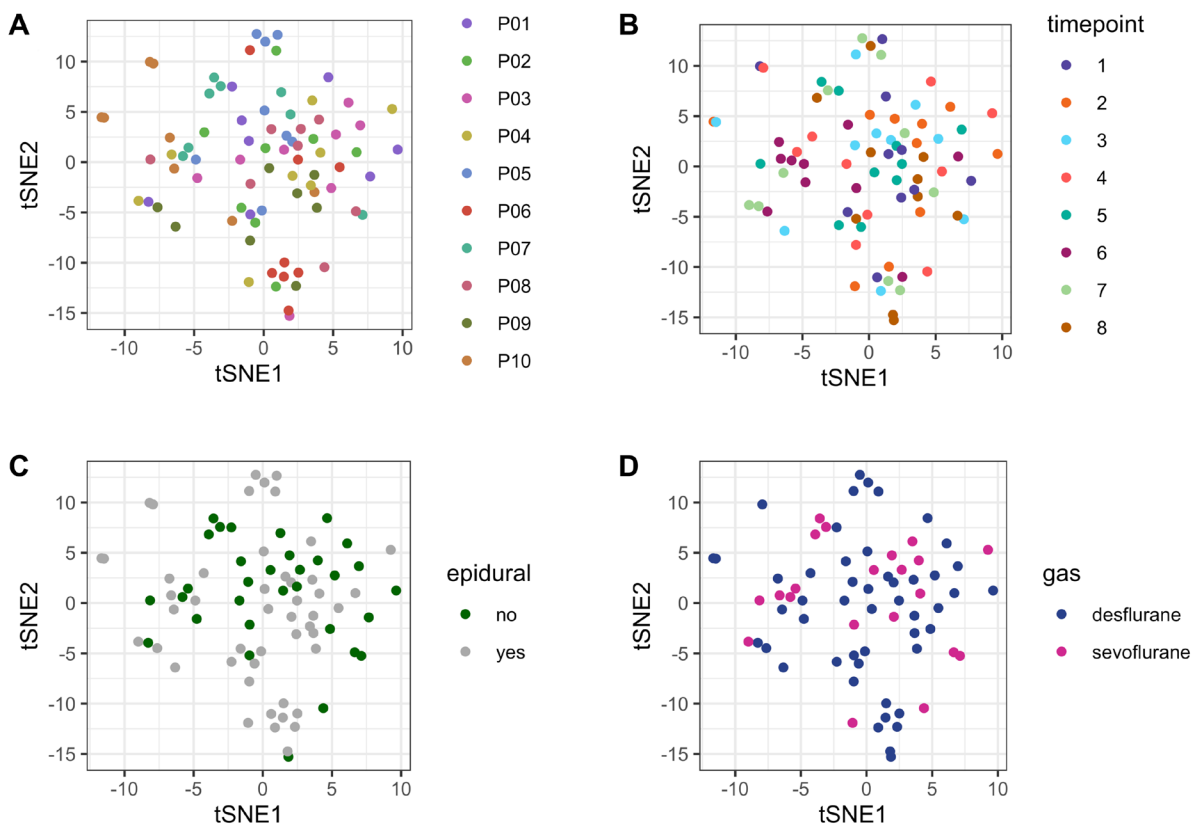 A
10
5
0
-5
-10
-15
-10
-5
0
5
10
tSNE1
tSNE2
P01
P02
P03
P04
P05
P06
P07
P08
P09
P10
B
10
5
0
-5
-10
-15
-10
-5
0
5
10
tSNE1
tSNE2
timepoint
1
2
3
4
5
6
7
8
C
10
5
0
-5
-10
-15
-10
-5
0
5
10
tSNE1
tSNE2
epidural
no
yes
D
10
5
0
-5
-10
-15
-10
-5
0
5
10
tSNE1
tSNE2
gas
desflurane
sevoflurane